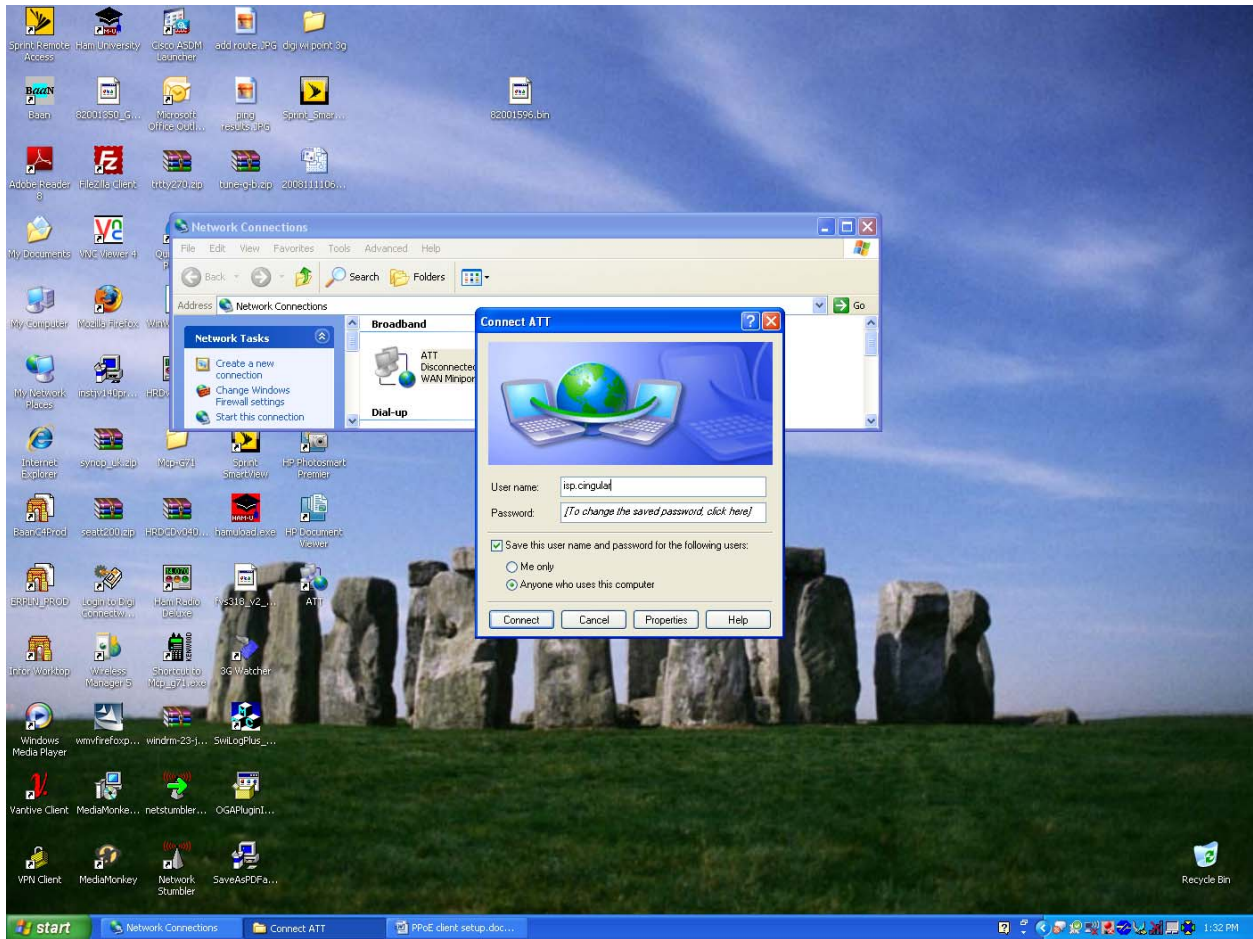 Sprint Remote Access
Ham University
Cisco ASDM Launcher
add route.JPG
digi wi point 3g
Baan
82001350_G...
Microsoft Office Outl...
ping results.JPG
Sprint_Smar...
82001596.bin
Adobe Reader 8
FileZilla Client
trtty270.zip
tune-g-b.zip
2008111106...
My Documents
VNC Viewer 4
Network Connections
File Edit View Favorites Tools Advanced Help
Back
Search
Folders
Address
Network Connections
Go
My Computer
Mozilla Firefox
Network Tasks
Create a new connection
Change Windows Firewall settings
Start this connection
Broadband
ATT
Disconnected
Dial-up
Connect ATT
User name:
isp.cingular
Password:
[To change the saved password, click here]
Save this user name and password for the following users:
Me only
Anyone who uses this computer
Connect
Cancel
Properties
Help
My Network Places
instjv140pr...
Internet Explorer
synop_uk.zip
Mcp-G71
Sprint SmartView
HP Photosmart Premier
BaanC4Prod
seatt200.zip
HRDCDv040...
hamuload.exe
HP Document Viewer
ERPLN_PROD
Login to Digi Connectw...
Ham Radio Deluxe
fvs318_v2_...
ATT
Infor Worktop
Wireless Manager 5
Shortcut to Mcp_g71.exe
3G Watcher
Windows Media Player
wmvfirefoxp...
windrm-23-j...
SwiLogPlus_...
Vantive Client
MediaMonke...
netstumbler...
OGAPluginI...
VPN Client
MediaMonkey
Network Stumbler
SaveAsPDFa...
Recycle Bin
start
Network Connections
Connect ATT
PPoE client setup.doc...
1:32 PM